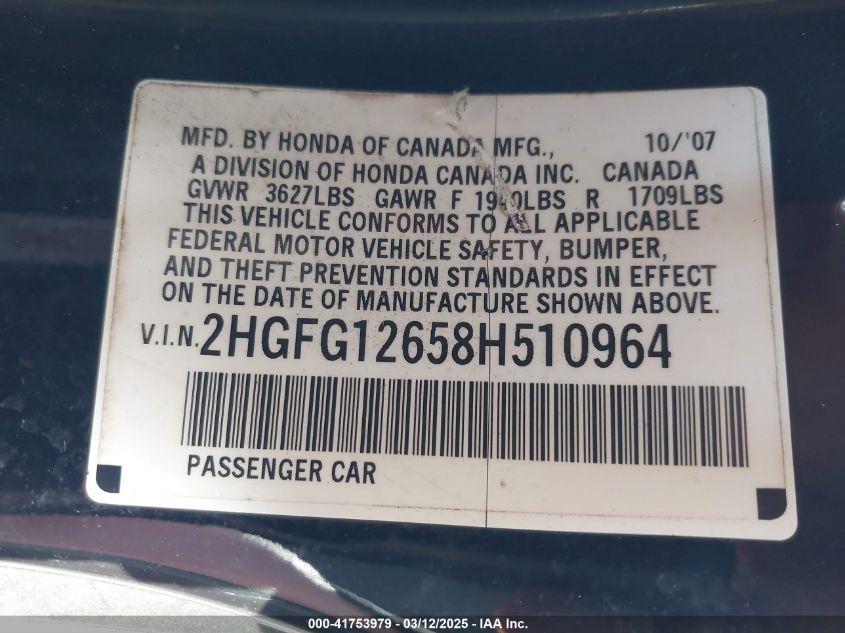 MFD. BY HONDA OF CANADA MFG., 10/'07
A DIVISION OF HONDA CANADA INC. CANADA
GVWR 3627LBS GAWR F LBS R 1709LBS
THIS VEHICLE CONFORMS TO ALL APPLICABLE
FEDERAL MOTOR VEHICLE SAFETY, BUMPER,
AND THEFT PREVENTION STANDARDS IN EFFECT
ON THE DATE OF MANUFACTURE SHOWN ABOVE.
V.I.N. 2HGFG12658H510964
PASSENGER CAR
©-41753979 - 03/12/2025 - IAA Inc.